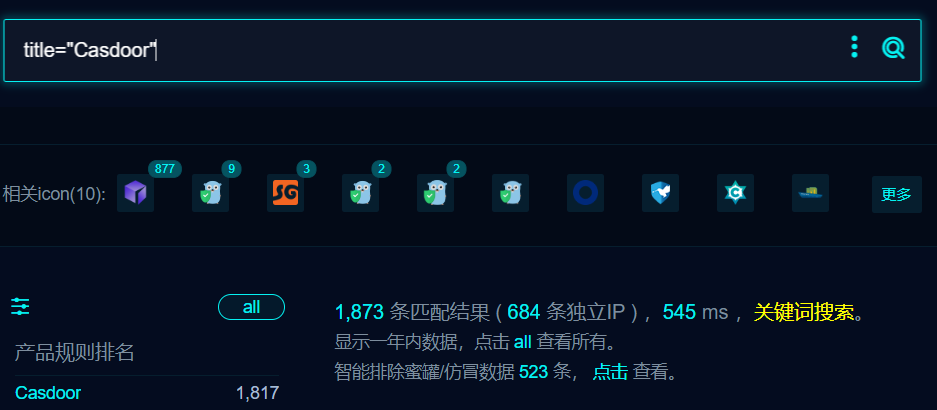 title="Casdoor"
877 9 3 2 2
相关icon(10): 更多
all
1,873 条匹配结果 ( 684 条独立IP ) ，545 ms ，关键词搜索。
显示一年内数据，点击 all 查看所有。
产品规则排名
智能排除蜜罐/仿冒数据 523 条， 点击 查看。
Casdoor 1,817